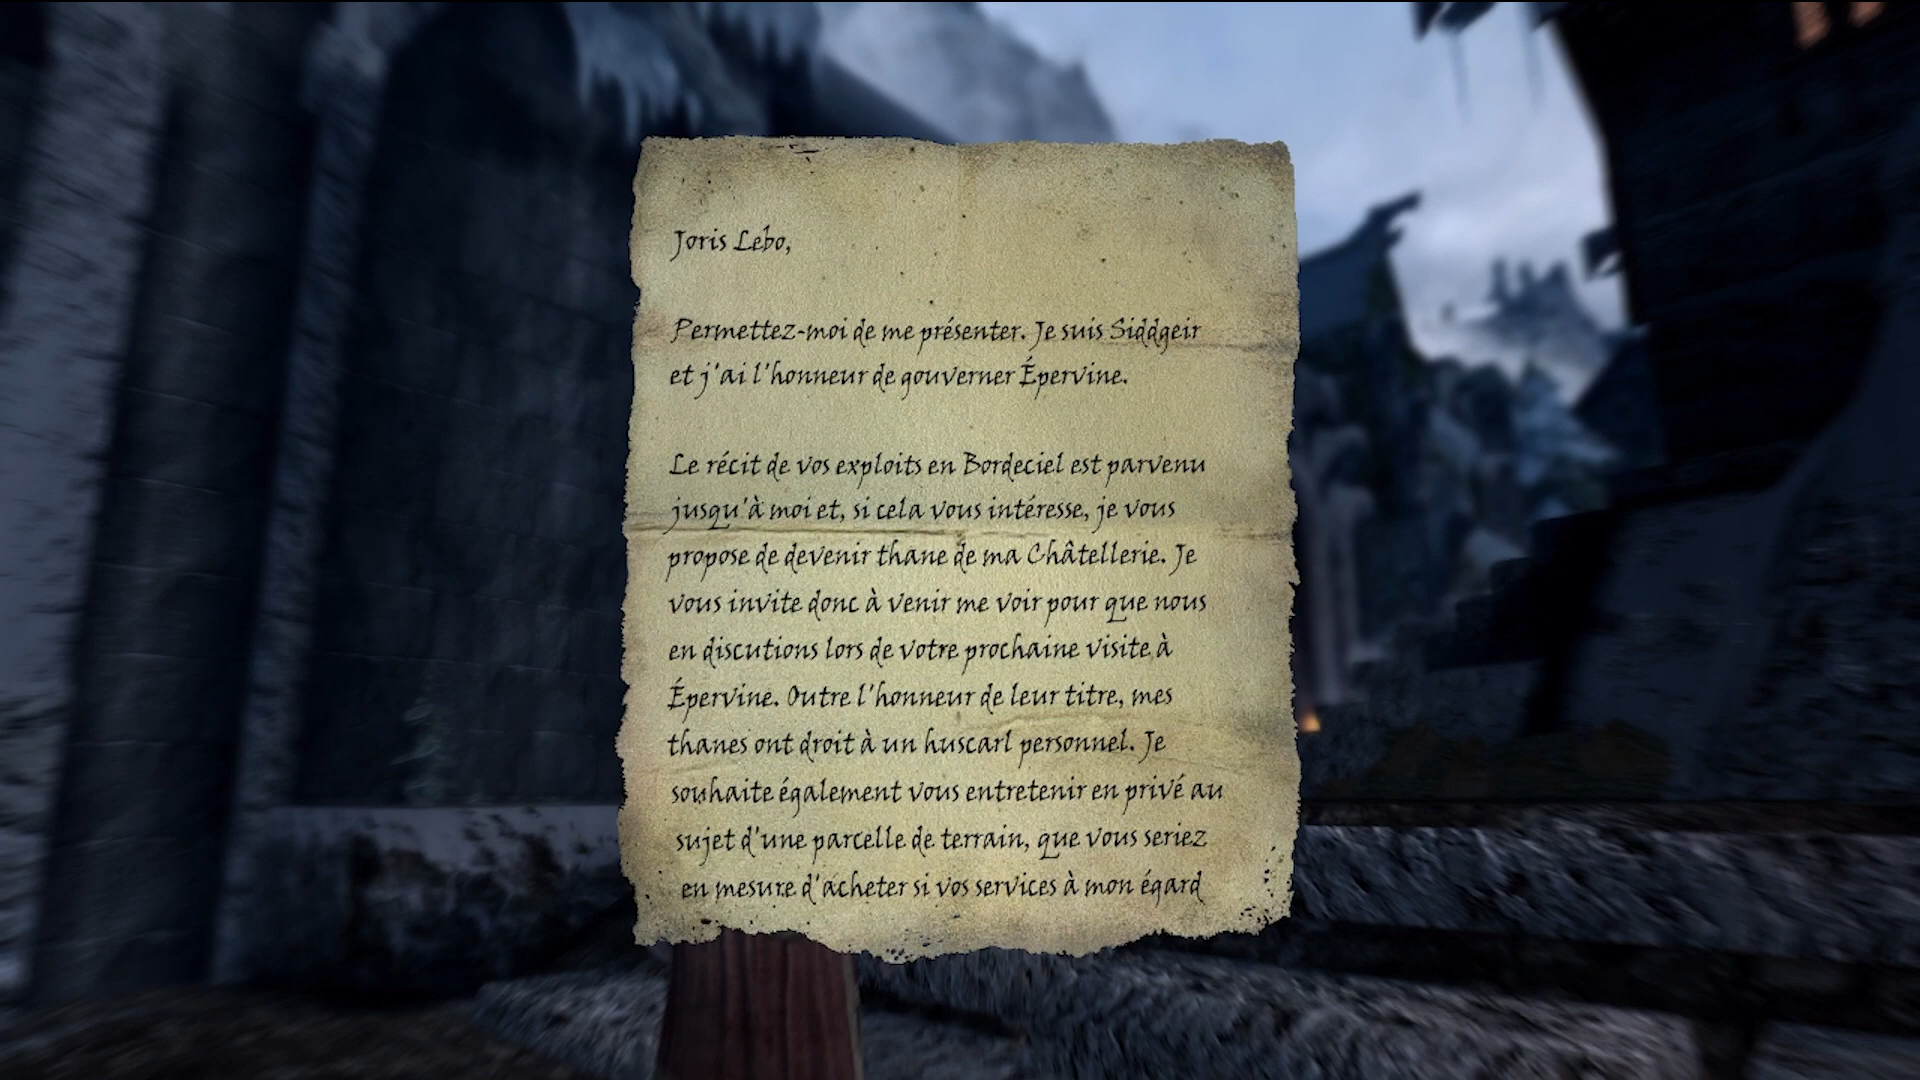 Joris Lebo,
Permettez-moi de me présenter. Je suis Siddgeir
et j'ai l'honneur de gouverner Épervine.
Le récit de vos exploits en Bordeciel est parvenu
jusqu'à moi et, si cela vous intéresse, je vous
propose de devenir thane de ma Châtellerie. Je
vous invite donc à venir me voir pour que nous
en discutions lors de votre prochaine visite à
Épervine. Outre l'honneur de leur titre, mes
thanes ont droit à un huscarl personnel. Je
souhaite également vous entretenir en privé au
sujet d'une parcelle de terrain, que vous seriez
en mesure d'acheter si vos services à mon égard